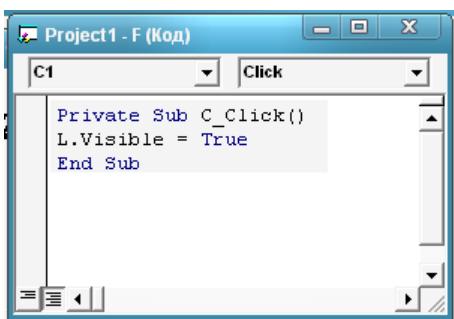 Project1 - F (Код)
C1 Click
Private Sub C_Click()
L.Visible = True
End Sub